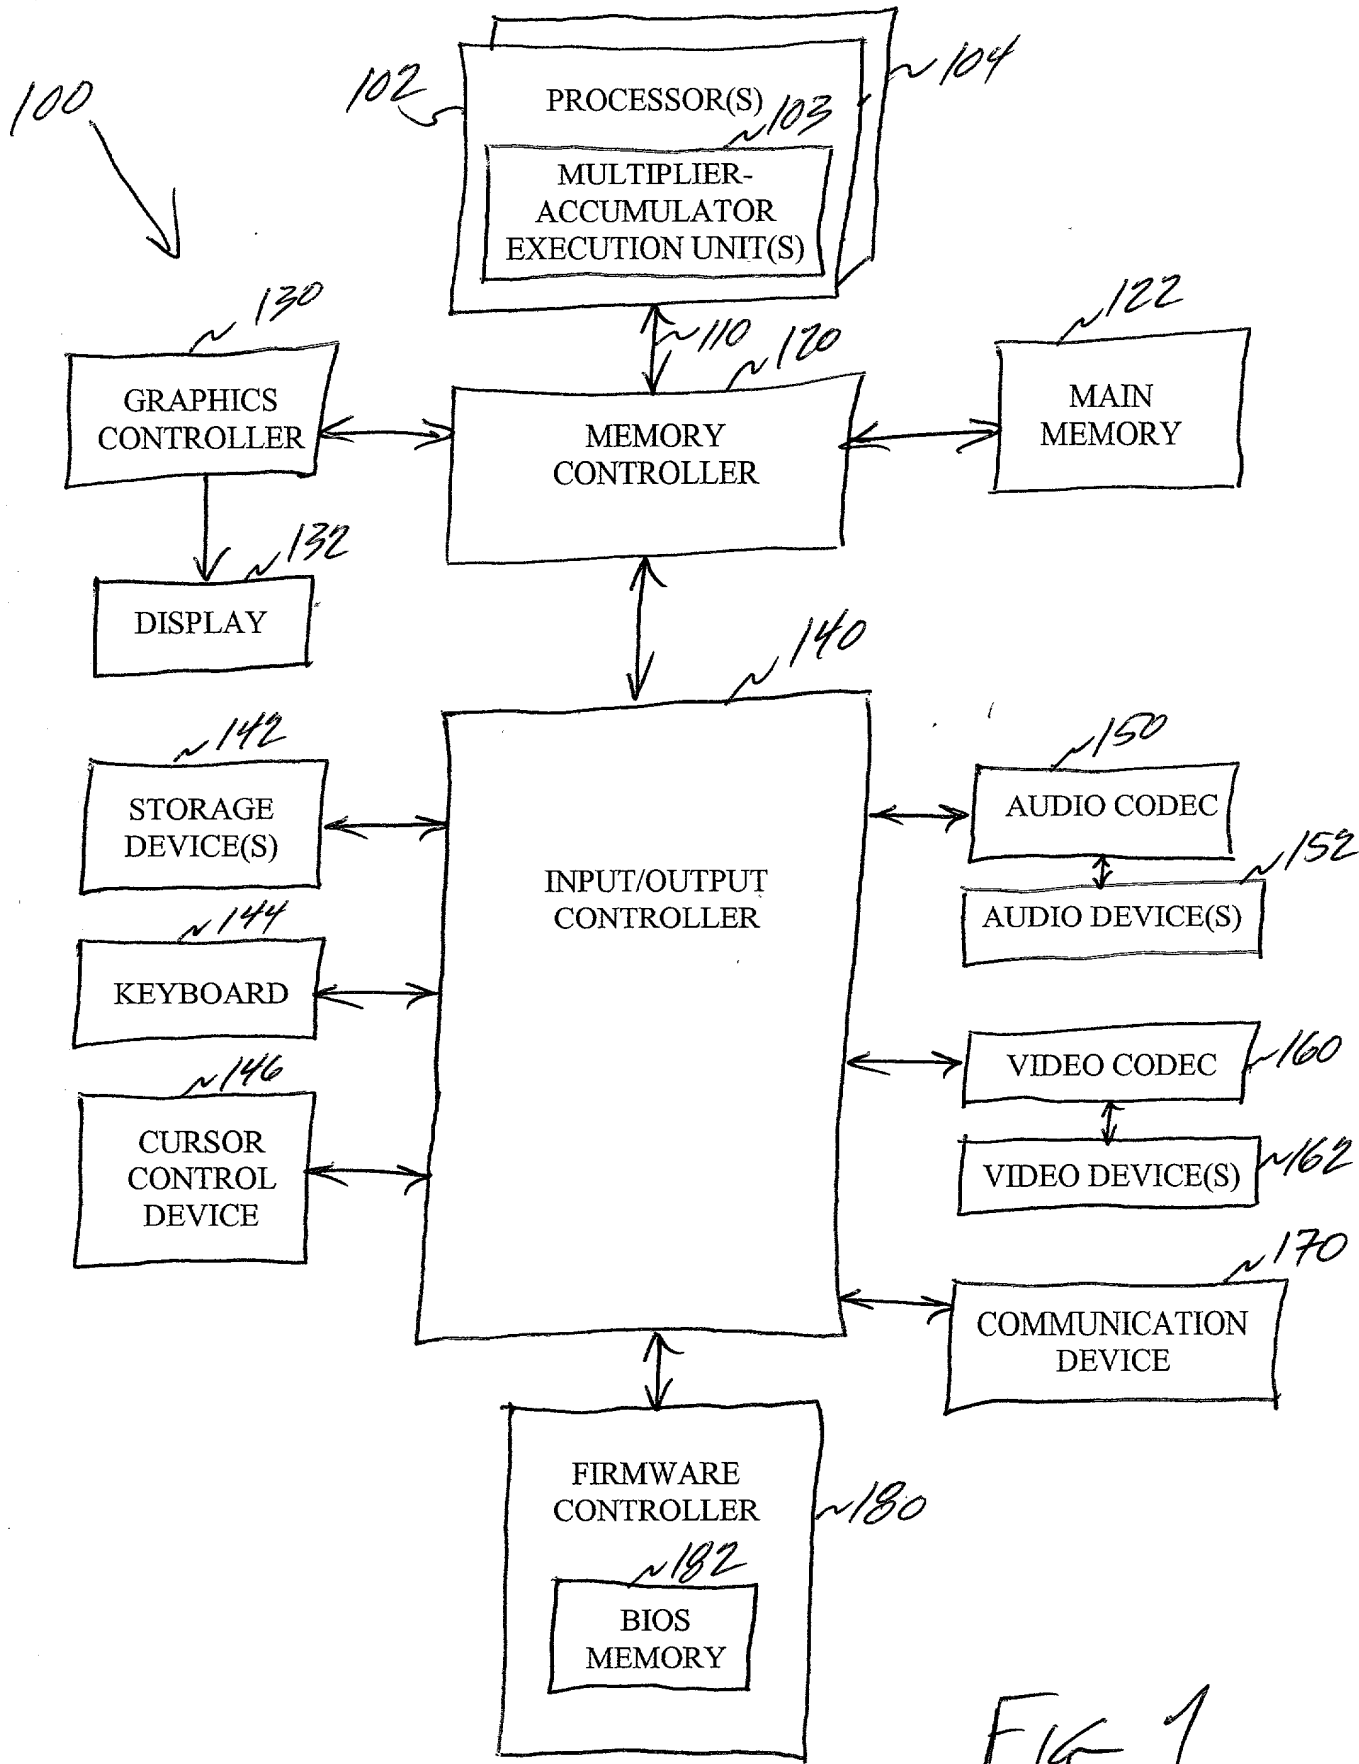 100
102
104
PROCESSOR(S)
103
MULTIPLIER-
ACCUMULATOR
EXECUTION UNIT(S)
110
120
130
GRAPHICS
CONTROLLER
MEMORY
CONTROLLER
122
MAIN
MEMORY
132
DISPLAY
140
INPUT/OUTPUT
CONTROLLER
142
STORAGE
DEVICE(S)
144
KEYBOARD
146
CURSOR
CONTROL
DEVICE
150
AUDIO CODEC
152
AUDIO DEVICE(S)
VIDEO CODEC
160
VIDEO DEVICE(S)
162
170
COMMUNICATION
DEVICE
FIRMWARE
CONTROLLER
180
182
BIOS
MEMORY
FIG 1